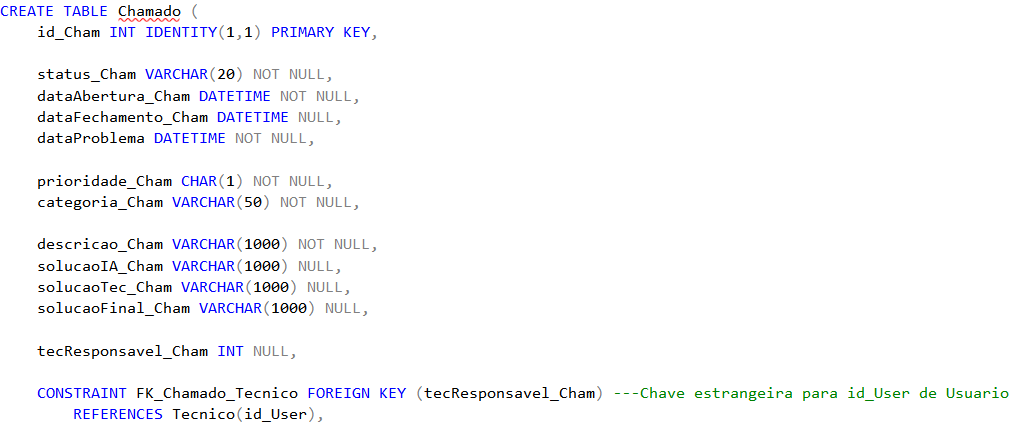 CREATE TABLE Chamado (
id_Cham INT IDENTITY(1,1) PRIMARY KEY,
status_Cham VARCHAR(20) NOT NULL,
dataAbertura_Cham DATETIME NOT NULL,
dataFechamento_Cham DATETIME NULL,
dataProblema DATETIME NOT NULL,
prioridade_Cham CHAR(1) NOT NULL,
categoria_Cham VARCHAR(50) NOT NULL,
descricao_Cham VARCHAR(1000) NOT NULL,
solucaoIA_Cham VARCHAR(1000) NULL,
solucaoTec_Cham VARCHAR(1000) NULL,
solucaoFinal_Cham VARCHAR(1000) NULL,
tecResponsavel_Cham INT NULL,
CONSTRAINT FK_Chamado_Tecnico FOREIGN KEY (tecResponsavel_Cham) ---Chave estrangeira para id_User de Usuario
REFERENCES Tecnico(id_User),